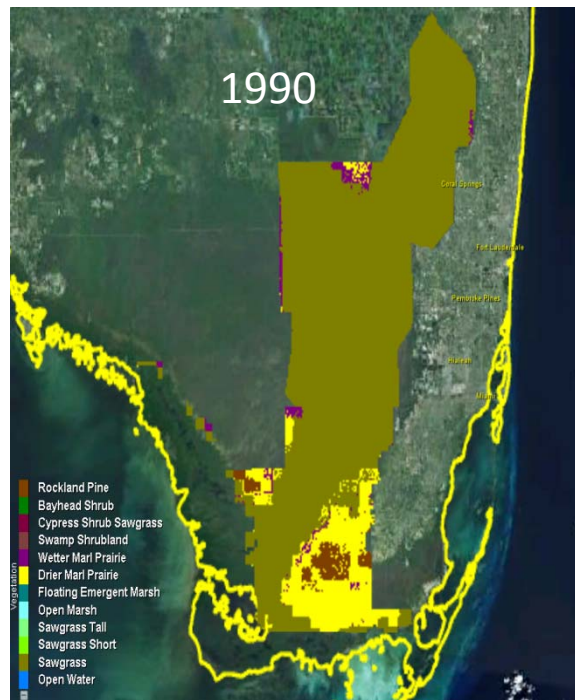 1990
Coral Springs
Fort Lauderdale
Pembroke Pines
Hialeah
Miami
Vegetation
Rockland Pine
Bayhead Shrub
Cypress Shrub Sawgrass
Swamp Shrubland
Wetter Marl Prairie
Drier Marl Prairie
Floating Emergent Marsh
Open Marsh
Sawgrass Tall
Sawgrass Short
Sawgrass
Open Water